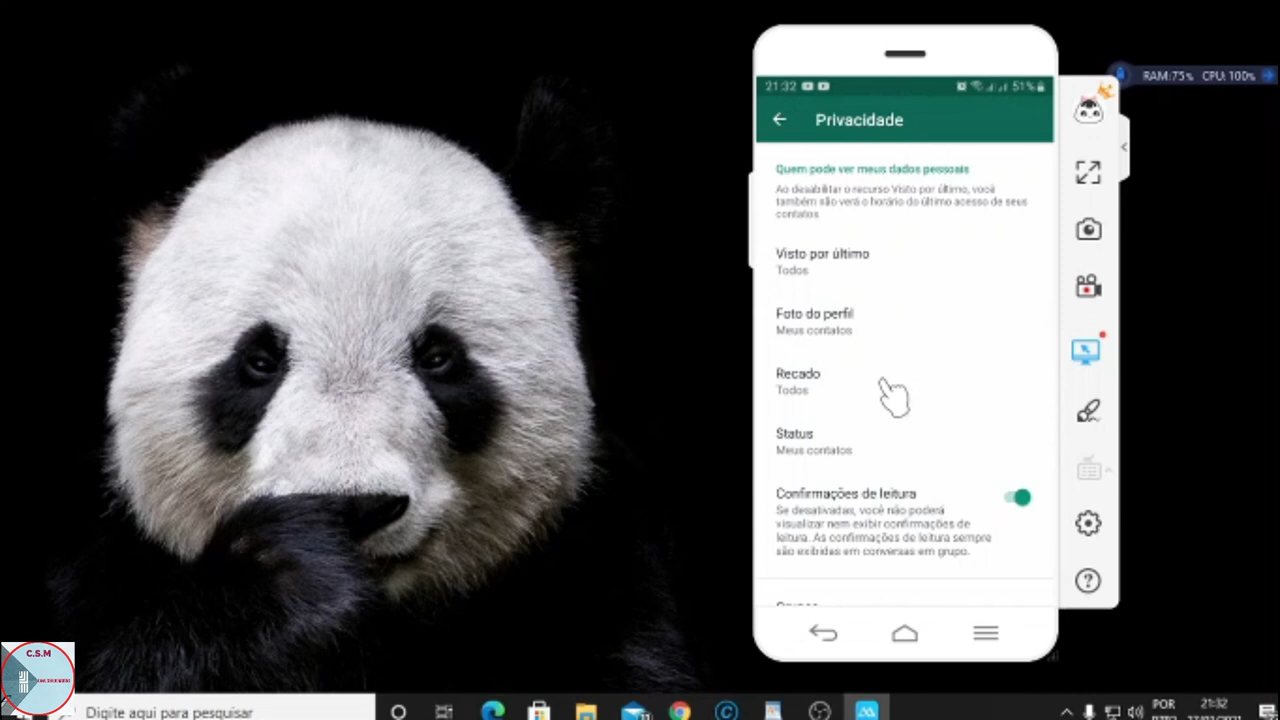 RAM:75% CPU:100%
21:32
51%
Privacidade
Quem pode ver meus dados pessoais
Ao desabilitar o recurso Visto por último, você
também não verá o horário do último acesso de seus
contatos
Visto por último
Todos
Foto do perfil
Meus contatos
Recado
Todos
Status
Meus contatos
Confirmações de leitura
Se desativadas, você não poderá
visualizar nem exibir confirmações de
leitura. As confirmações de leitura sempre
são exibidas em conversas em grupo.
C.S.M
Digite aqui para pesquisar
POR
21:32